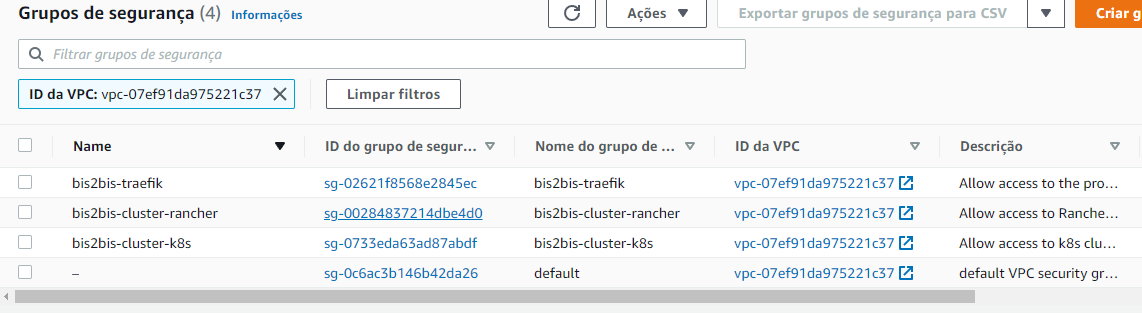 Grupos de segurança (4) Informações
Ações
Exportar grupos de segurança para CSV
Criar g
Filtrar grupos de segurança
ID da VPC: vpc-07ef91da975221c37
Limpar filtros
Name ID do grupo de segur... Nome do grupo de ... ID da VPC Descrição
bis2bis-traefik sg-02621f8568e2845ec bis2bis-traefik vpc-07ef91da975221c37 Allow access to the pro...
bis2bis-cluster-rancher sg-00284837214dbe4d0 bis2bis-cluster-rancher vpc-07ef91da975221c37 Allow access to Ranche...
bis2bis-cluster-k8s sg-0733eda63ad87abdf bis2bis-cluster-k8s vpc-07ef91da975221c37 Allow access to k8s clu...
– sg-0c6ac3b146b42da26 default vpc-07ef91da975221c37 default VPC security gr...